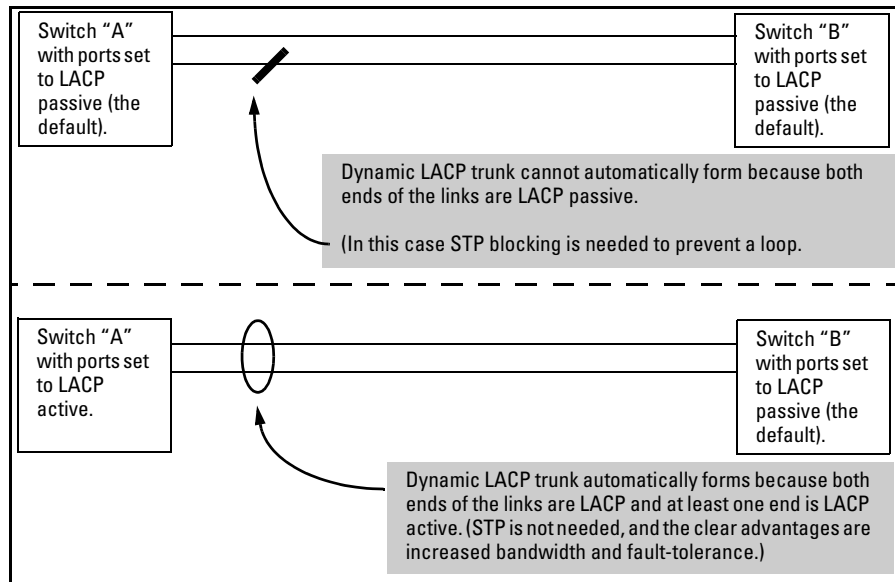 Switch “A”
with ports set
to LACP
passive (the
default).
Switch “B”
with ports set
to LACP
passive (the
default).
Dynamic LACP trunk cannot automatically form because both
ends of the links are LACP passive.
(In this case STP blocking is needed to prevent a loop.
Switch “A”
with ports set
to LACP
active.
Switch “B”
with ports set
to LACP
passive (the
default).
Dynamic LACP trunk automatically forms because both
ends of the links are LACP and at least one end is LACP
active. (STP is not needed, and the clear advantages are
increased bandwidth and fault-tolerance.)